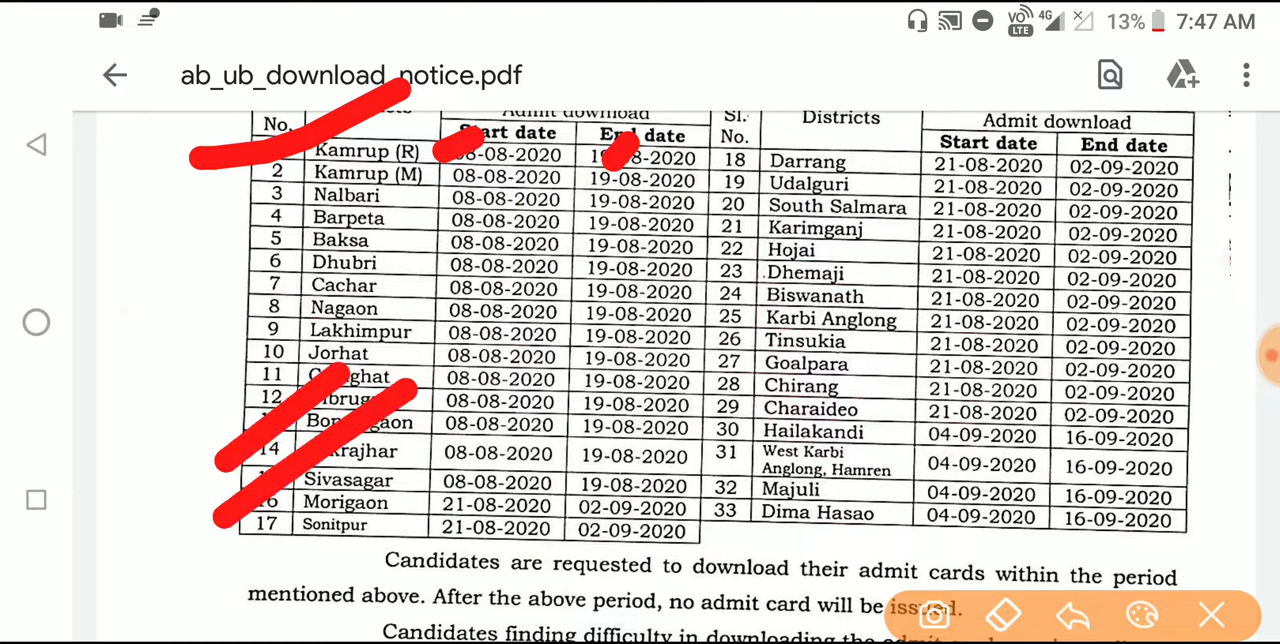 VO LTE 4G 13% 7:47 AM
ab_ub_download_notice.pdf
No. Admit download Start date End date
Kamrup (R) 08-08-2020
2 Kamrup (M) 08-08-2020 19-08-2020
3 Nalbari 08-08-2020 19-08-2020
4 Barpeta 08-08-2020 19-08-2020
5 Baksa 08-08-2020 19-08-2020
6 Dhubri 08-08-2020 19-08-2020
7 Cachar 08-08-2020 19-08-2020
8 Nagaon 08-08-2020 19-08-2020
9 Lakhimpur 08-08-2020 19-08-2020
10 Jorhat 08-08-2020 19-08-2020
11 08-08-2020 19-08-2020
12 08-08-2020 19-08-2020
08-08-2020 19-08-2020
14 08-08-2020 19-08-2020
Sivasagar 08-08-2020 19-08-2020
16 Morigaon 21-08-2020 02-09-2020
17 Sonitpur 21-08-2020 02-09-2020
Sl. No. Districts Admit download Start date End date
18 Darrang 21-08-2020 02-09-2020
19 Udalguri 21-08-2020 02-09-2020
20 South Salmara 21-08-2020 02-09-2020
21 Karimganj 21-08-2020 02-09-2020
22 Hojai 21-08-2020 02-09-2020
23 Dhemaji 21-08-2020 02-09-2020
24 Biswanath 21-08-2020 02-09-2020
25 Karbi Anglong 21-08-2020 02-09-2020
26 Tinsukia 21-08-2020 02-09-2020
27 Goalpara 21-08-2020 02-09-2020
28 Chirang 21-08-2020 02-09-2020
29 Charaideo 21-08-2020 02-09-2020
30 Hailakandi 04-09-2020 16-09-2020
31 West Karbi Anglong, Hamren 04-09-2020 16-09-2020
32 Majuli 04-09-2020 16-09-2020
33 Dima Hasao 04-09-2020 16-09-2020
Candidates are requested to download their admit cards within the period
mentioned above. After the above period, no admit card will be issued.
Candidates finding difficulty in downloading the